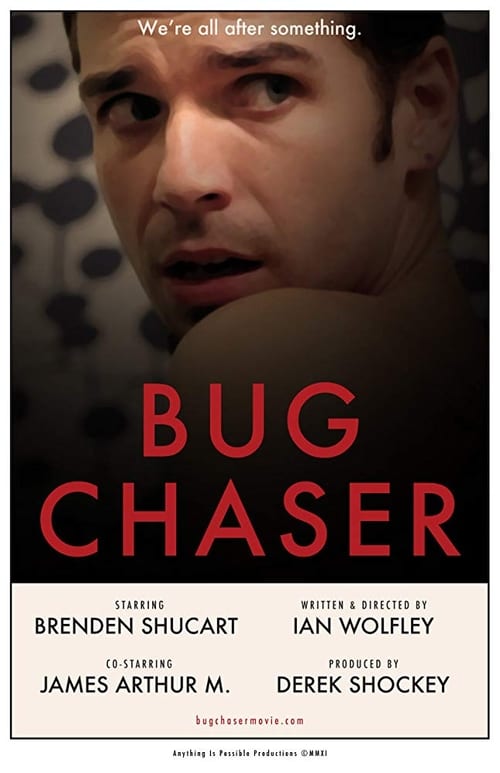 We're all after something.
BUG
CHASER
STARRING
BRENDEN SHUCART
WRITTEN & DIRECTED BY
IAN WOLFLEY
CO-STARRING
JAMES ARTHUR M.
PRODUCED BY
DEREK SHOCKEY
bugchasermovie.com
Anything Is Possible Productions ©MMXI